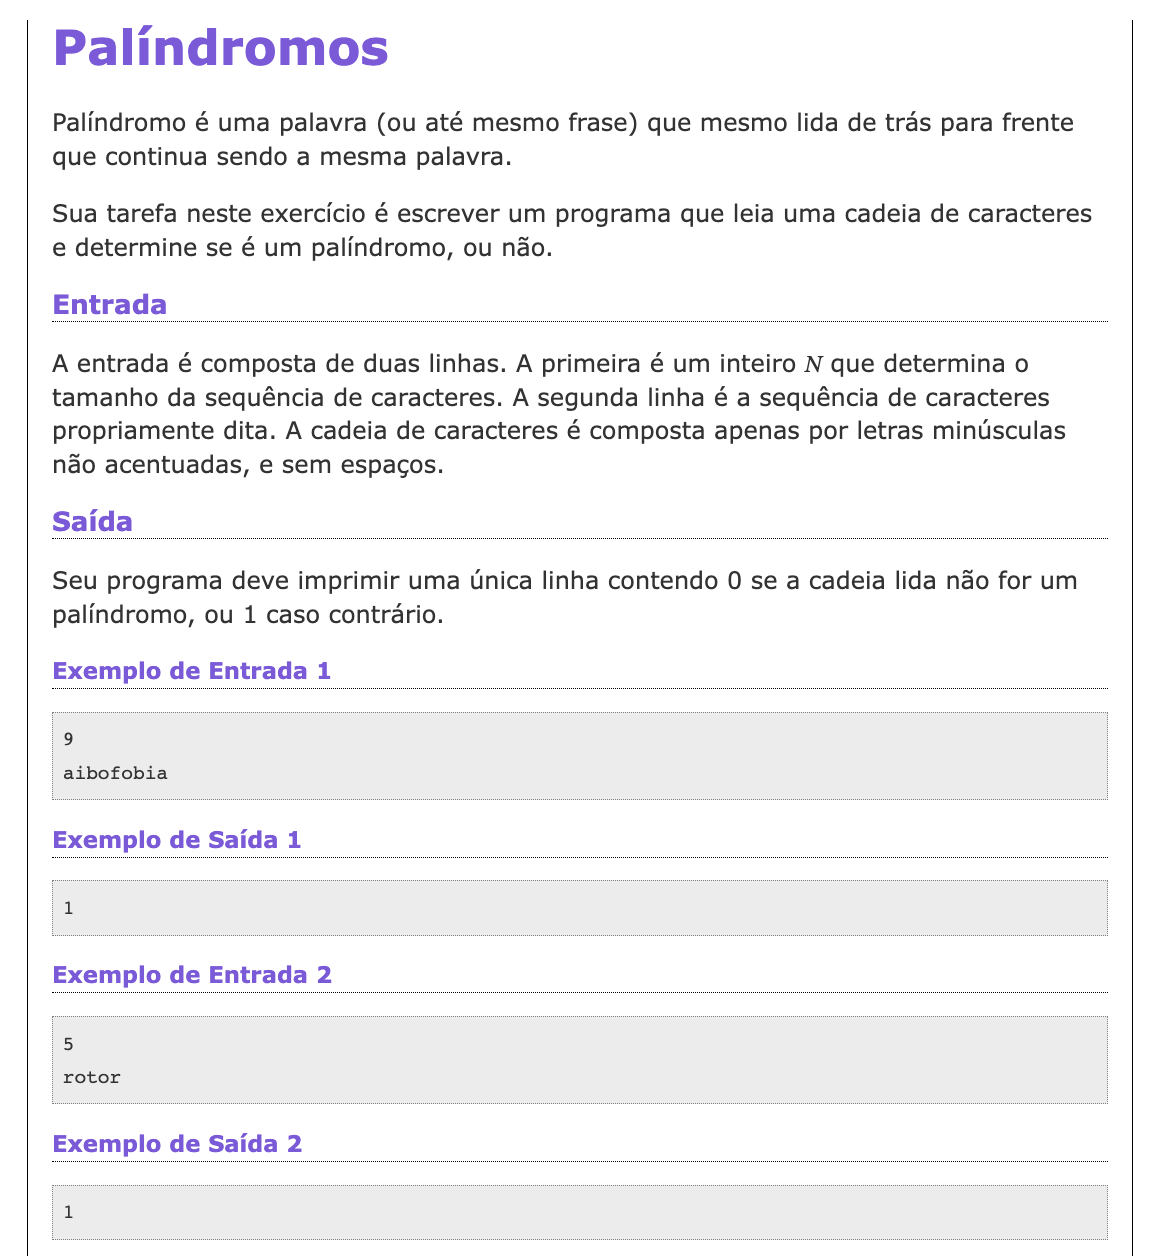 Palíndromos
Palíndromo é uma palavra (ou até mesmo frase) que mesmo lida de trás para frente
que continua sendo a mesma palavra.
Sua tarefa neste exercício é escrever um programa que leia uma cadeia de caracteres
e determine se é um palíndromo, ou não.
Entrada
A entrada é composta de duas linhas. A primeira é um inteiro N que determina o
tamanho da sequência de caracteres. A segunda linha é a sequência de caracteres
propriamente dita. A cadeia de caracteres é composta apenas por letras minúsculas
não acentuadas, e sem espaços.
Saída
Seu programa deve imprimir uma única linha contendo 0 se a cadeia lida não for um
palíndromo, ou 1 caso contrário.
Exemplo de Entrada 1
9
aibofobia
Exemplo de Saída 1
1
Exemplo de Entrada 2
5
rotor
Exemplo de Saída 2
1